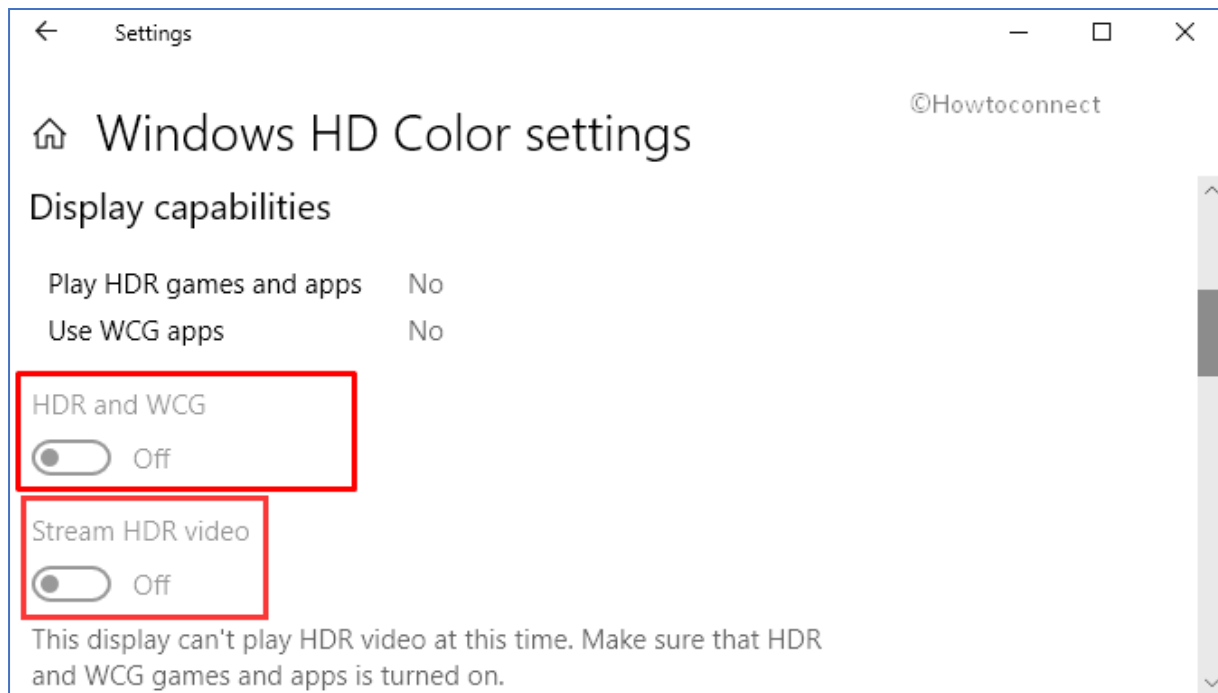 Settings
©Howtoconnect
Windows HD Color settings
Display capabilities
Play HDR games and apps No
Use WCG apps No
HDR and WCG
Off
Stream HDR video
Off
This display can't play HDR video at this time. Make sure that HDR
and WCG games and apps is turned on.